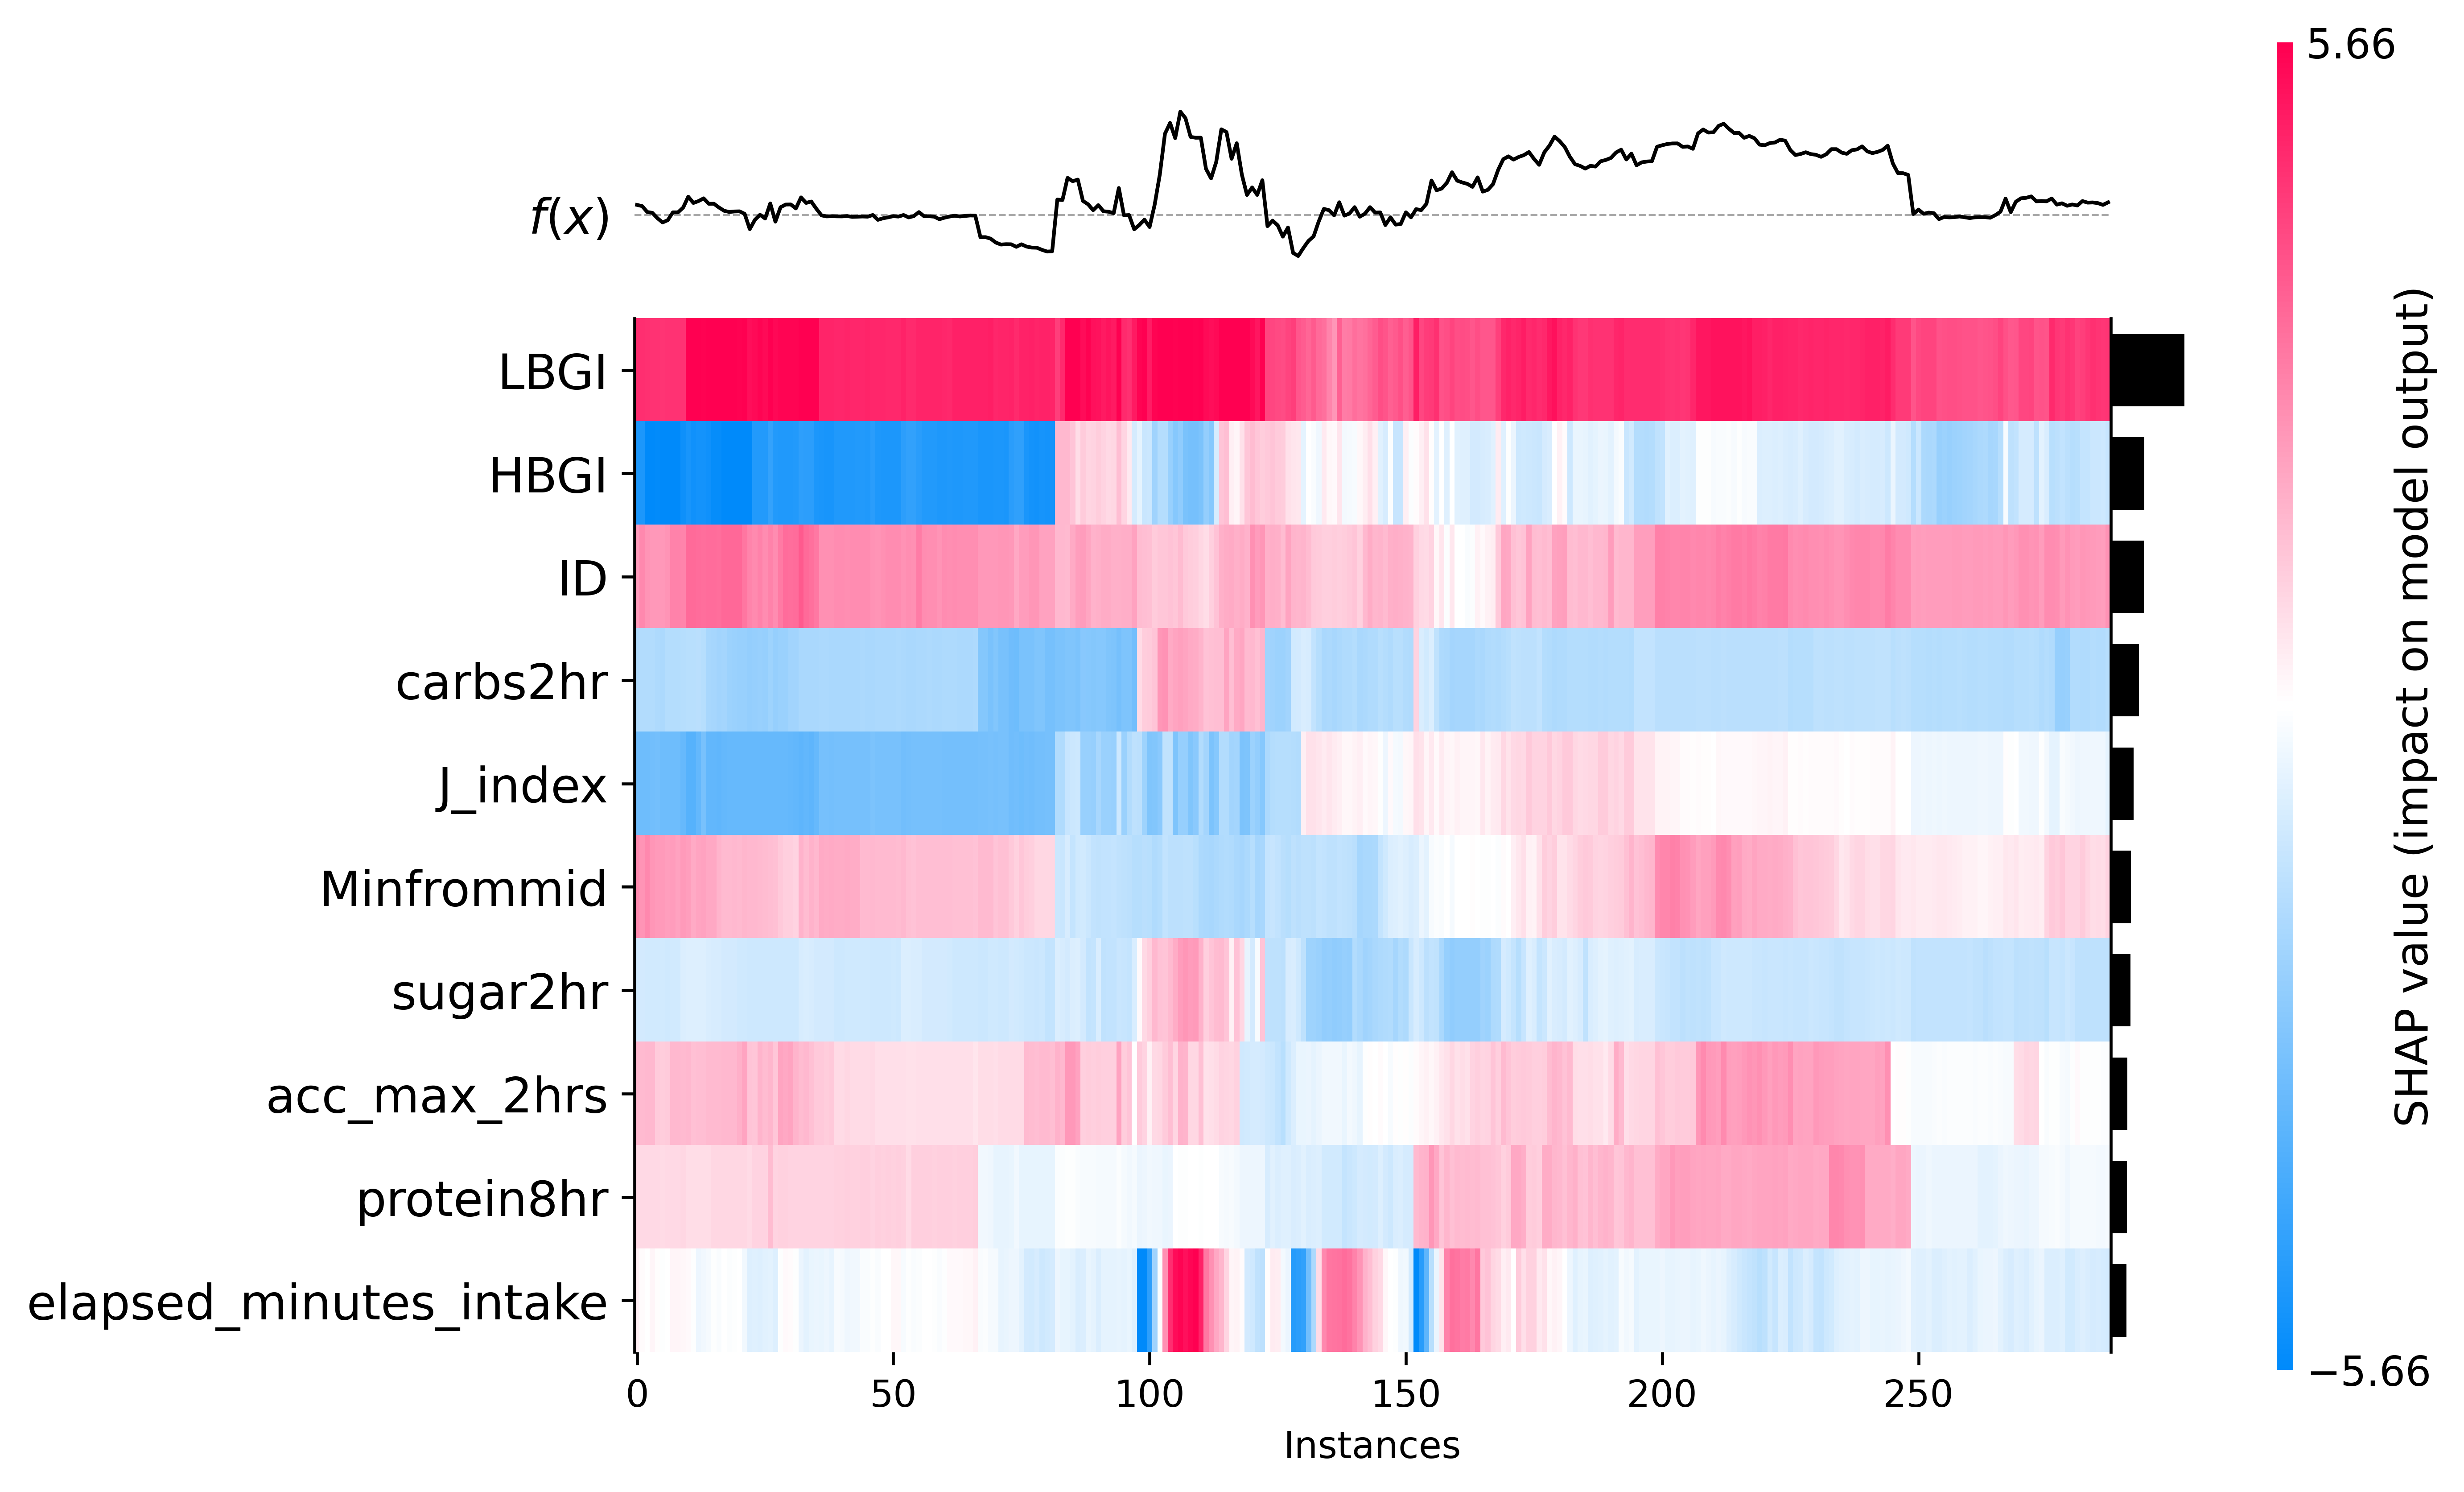 5.66
f(x)
LBGI
HBGI
ID
carbs2hr
J_index
Minfrommid
sugar2hr
acc_max_2hrs
protein8hr
elapsed_minutes_intake
0 50 100 150 200 250
Instances
−5.66
SHAP value (impact on model output)